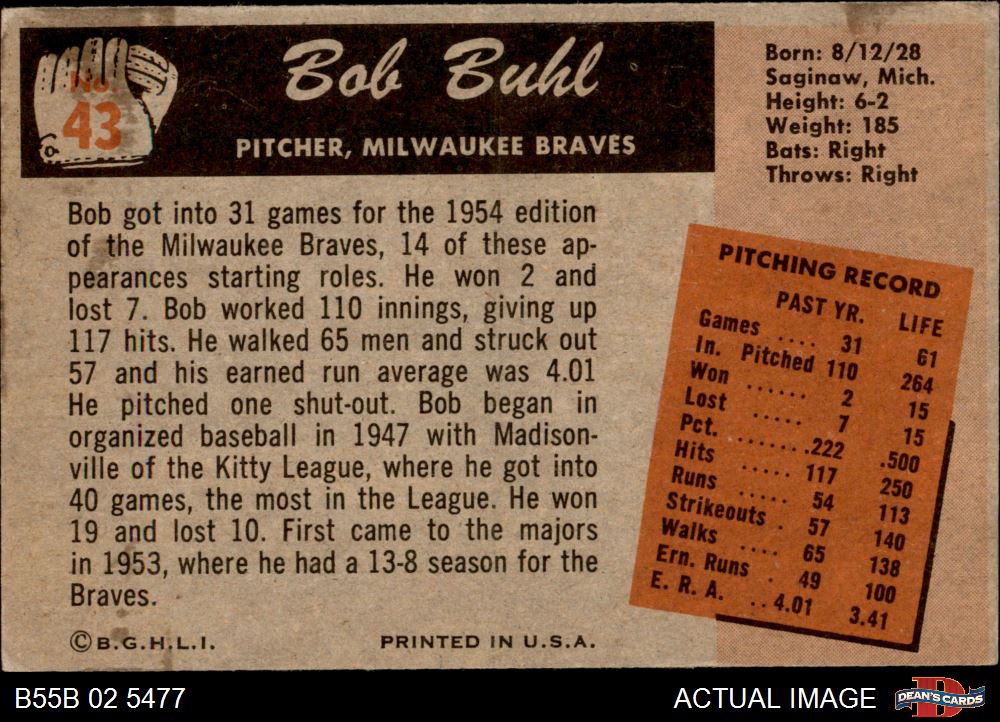 No.
43
Bob Buhl
PITCHER, MILWAUKEE BRAVES
Born: 8/12/28
Saginaw, Mich.
Height: 6-2
Weight: 185
Bats: Right
Throws: Right
Bob got into 31 games for the 1954 edition
of the Milwaukee Braves, 14 of these ap-
pearances starting roles. He won 2 and
lost 7. Bob worked 110 innings, giving up
117 hits. He walked 65 men and struck out
57 and his earned run average was 4.01
He pitched one shut-out. Bob began in
organized baseball in 1947 with Madison-
ville of the Kitty League, where he got into
40 games, the most in the League. He won
19 and lost 10. First came to the majors
in 1953, where he had a 13-8 season for the
Braves.
PITCHING RECORD
PAST YR. LIFE
Games .... 31 61
In. Pitched 110 264
Won ...... 2 15
Lost ..... 7 15
Pct. .......222 .500
Hits ..... 117 250
Runs ..... 54 113
Strikeouts . 57 140
Walks .... 65 138
Ern. Runs . 49 100
E. R. A. ..4.01 3.41
©B.G.H.L.I. PRINTED IN U.S.A.
B55B 02 5477 ACTUAL IMAGE
D
DEAN'S CARDS